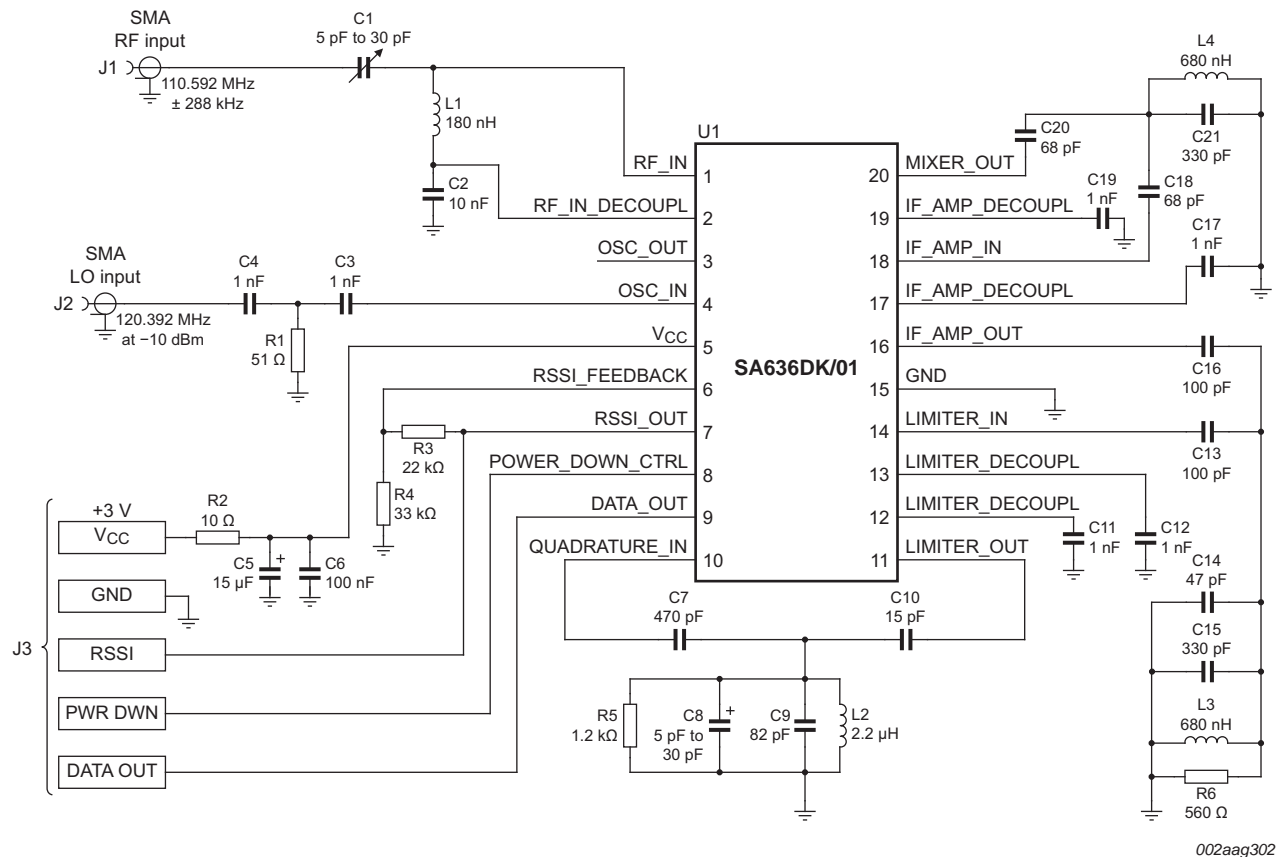 SMA
RF input
J1
110.592 MHz
± 288 kHz
C1
5 pF to 30 pF
L1
180 nH
C2
10 nF
SMA
LO input
J2
120.392 MHz
at −10 dBm
C4
1 nF
C3
1 nF
R1
51 Ω
U1
SA636DK/01
RF_IN
1
RF_IN_DECOUPL
2
OSC_OUT
3
OSC_IN
4
VCC
5
RSSI_FEEDBACK
6
RSSI_OUT
7
POWER_DOWN_CTRL
8
DATA_OUT
9
QUADRATURE_IN
10
20
MIXER_OUT
19
IF_AMP_DECOUPL
18
IF_AMP_IN
17
IF_AMP_DECOUPL
16
IF_AMP_OUT
15
GND
14
LIMITER_IN
13
LIMITER_DECOUPL
12
LIMITER_DECOUPL
11
LIMITER_OUT
R3
22 kΩ
R4
33 kΩ
J3
+3 V
VCC
GND
RSSI
PWR DWN
DATA OUT
R2
10 Ω
C5
15 μF
+
C6
100 nF
C7
470 pF
C10
15 pF
R5
1.2 kΩ
C8
5 pF to
30 pF
+
C9
82 pF
L2
2.2 μH
L4
680 nH
C20
68 pF
C21
330 pF
C19
1 nF
C18
68 pF
C17
1 nF
C16
100 pF
C13
100 pF
C11
1 nF
C12
1 nF
C14
47 pF
C15
330 pF
L3
680 nH
R6
560 Ω
002aag302